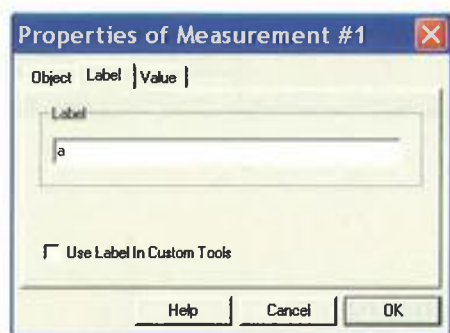 Properties of Measurement #1
Object Label Value
Label
a
Use Label In Custom Tools
Help Cancel OK